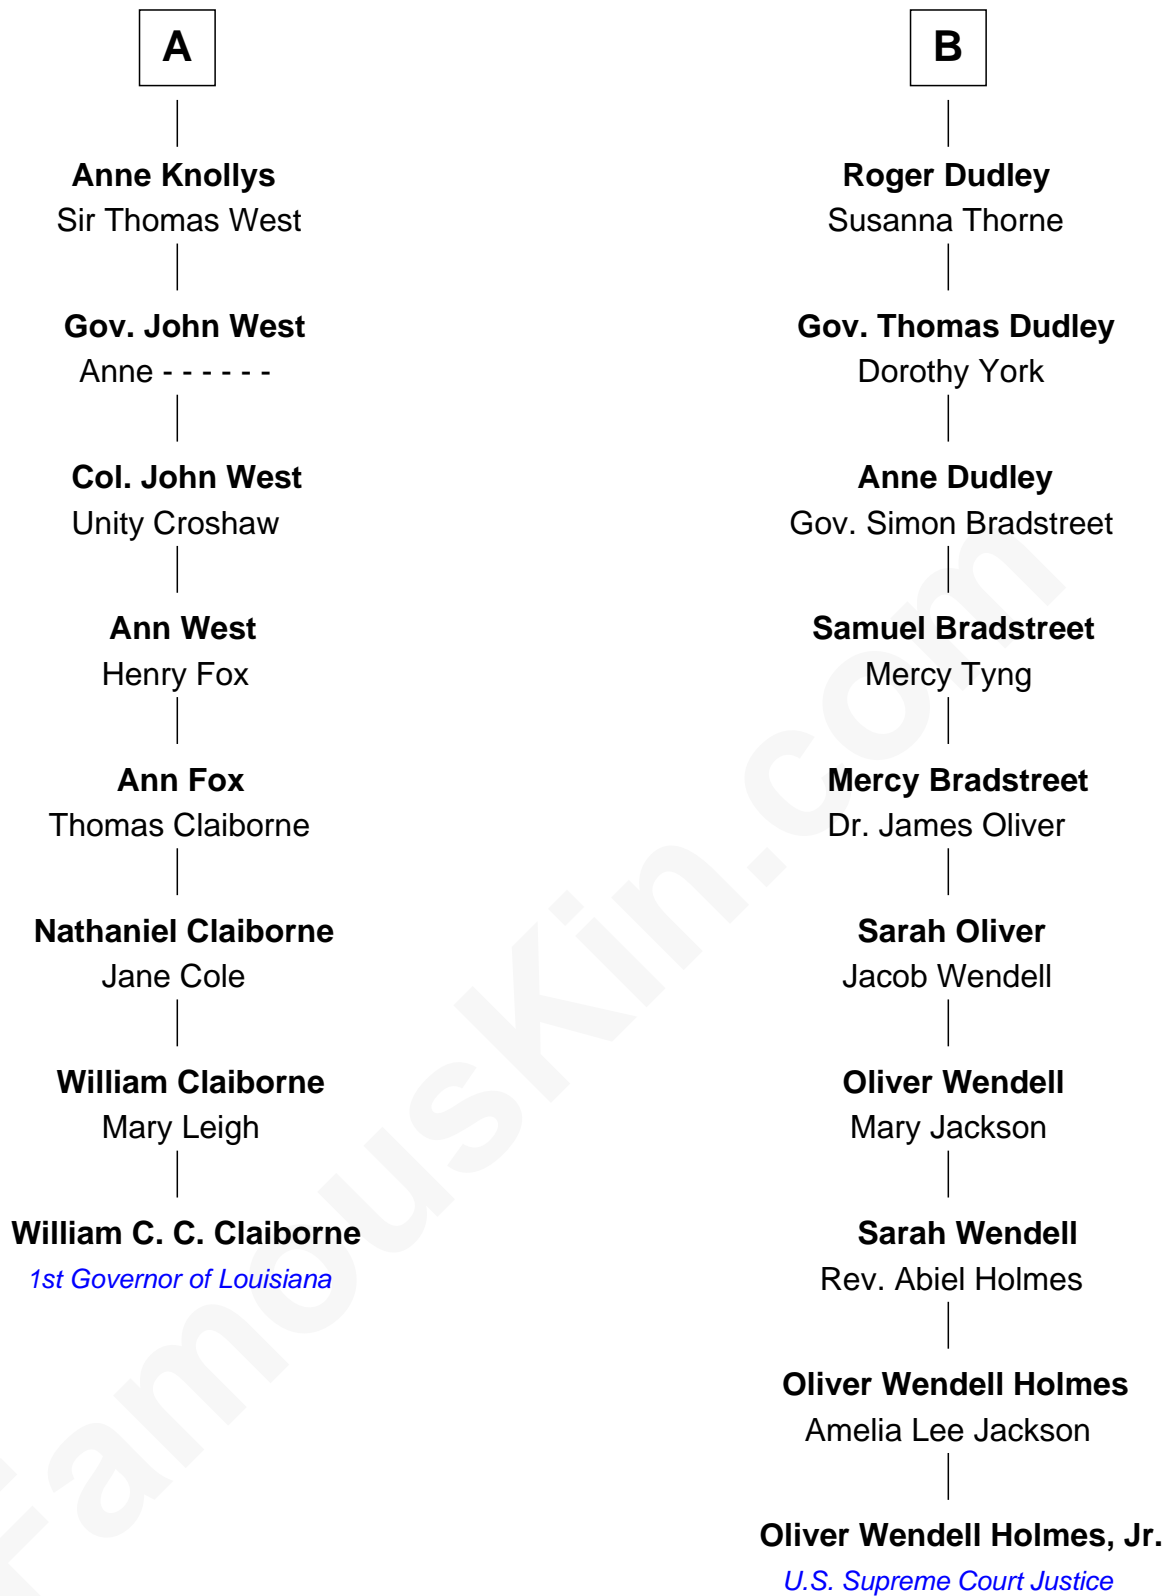 A
Anne Knollys
Sir Thomas West
Gov. John West
Anne - - - - - -
Col. John West
Unity Croshaw
Ann West
Henry Fox
Ann Fox
Thomas Claiborne
Nathaniel Claiborne
Jane Cole
William Claiborne
Mary Leigh
William C. C. Claiborne
1st Governor of Louisiana
B
Roger Dudley
Susanna Thorne
Gov. Thomas Dudley
Dorothy York
Anne Dudley
Gov. Simon Bradstreet
Samuel Bradstreet
Mercy Tyng
Mercy Bradstreet
Dr. James Oliver
Sarah Oliver
Jacob Wendell
Oliver Wendell
Mary Jackson
Sarah Wendell
Rev. Abiel Holmes
Oliver Wendell Holmes
Amelia Lee Jackson
Oliver Wendell Holmes, Jr.
U.S. Supreme Court Justice
FamousKin.com